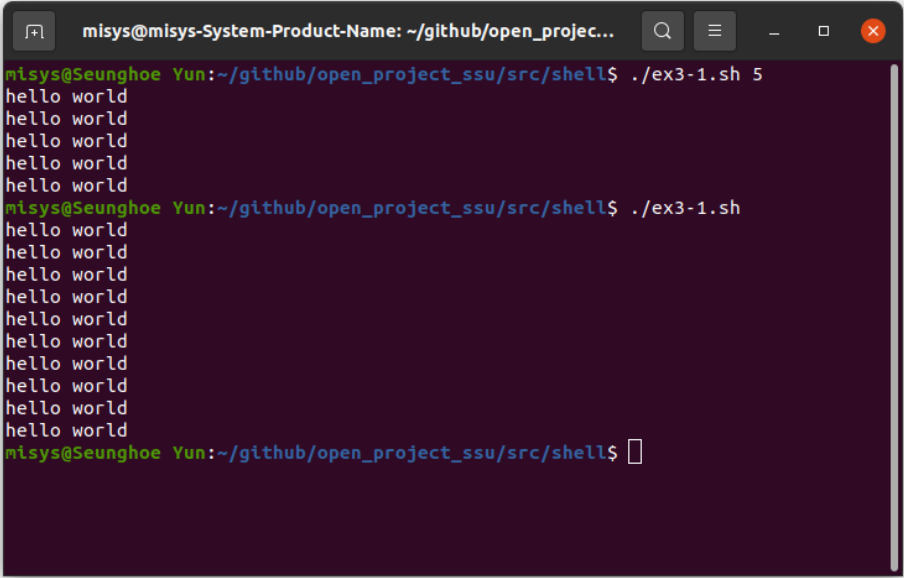 misys@misys-System-Product-Name: ~/github/open_projec...
misys@Seunghoe Yun:~/github/open_project_ssu/src/shell$ ./ex3-1.sh 5
hello world
hello world
hello world
hello world
hello world
misys@Seunghoe Yun:~/github/open_project_ssu/src/shell$ ./ex3-1.sh
hello world
hello world
hello world
hello world
hello world
hello world
hello world
hello world
hello world
hello world
misys@Seunghoe Yun:~/github/open_project_ssu/src/shell$